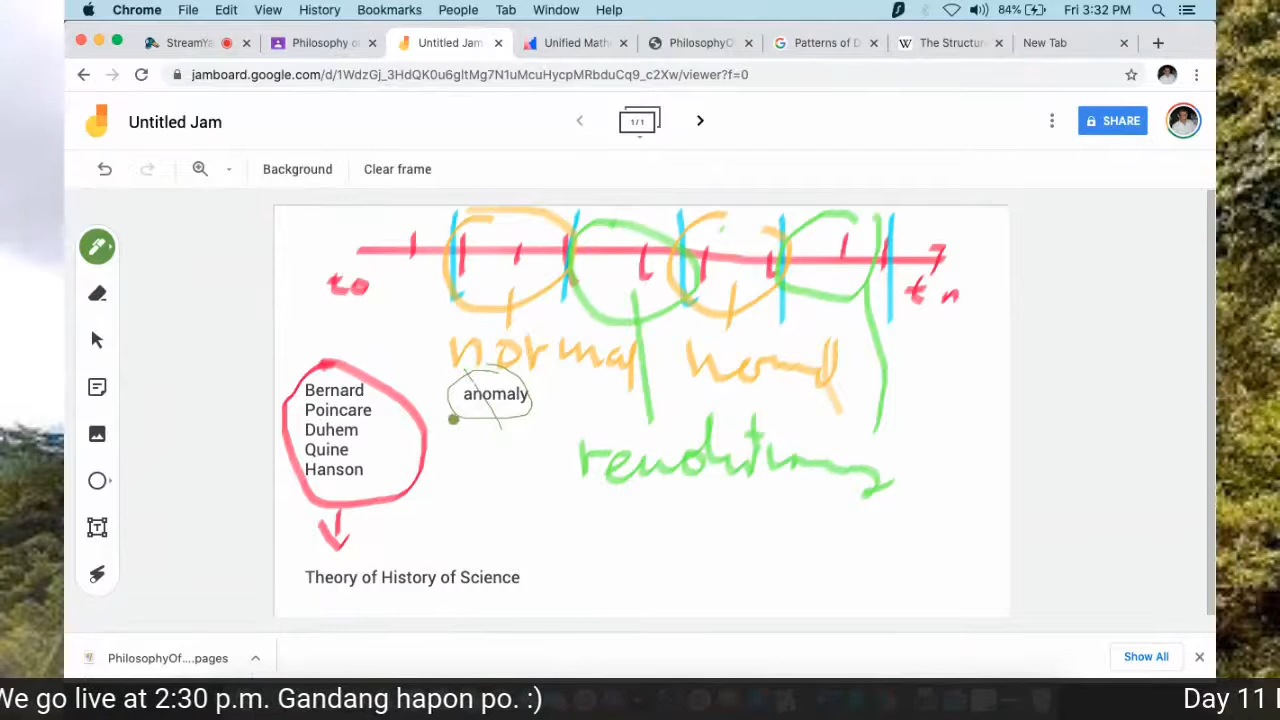 Chrome File Edit View History Bookmarks People Tab Window Help 84% Fri 3:32 PM
StreamYa Philosophy o Untitled Jam Unified Math PhilosophyO Patterns of D The Structur New Tab
jamboard.google.com/d/1WdzGj_3HdQK0u6gltMg7N1uMcuHycpMRbduCq9_c2Xw/viewer?f=0
Untitled Jam 1/1 SHARE
Background Clear frame
to tn
normal
Bernard
Poincare
Duhem
Quine
Hanson
anomaly
Theory of History of Science
PhilosophyOf....pages Show All
We go live at 2:30 p.m. Gandang hapon po. :) Day 11